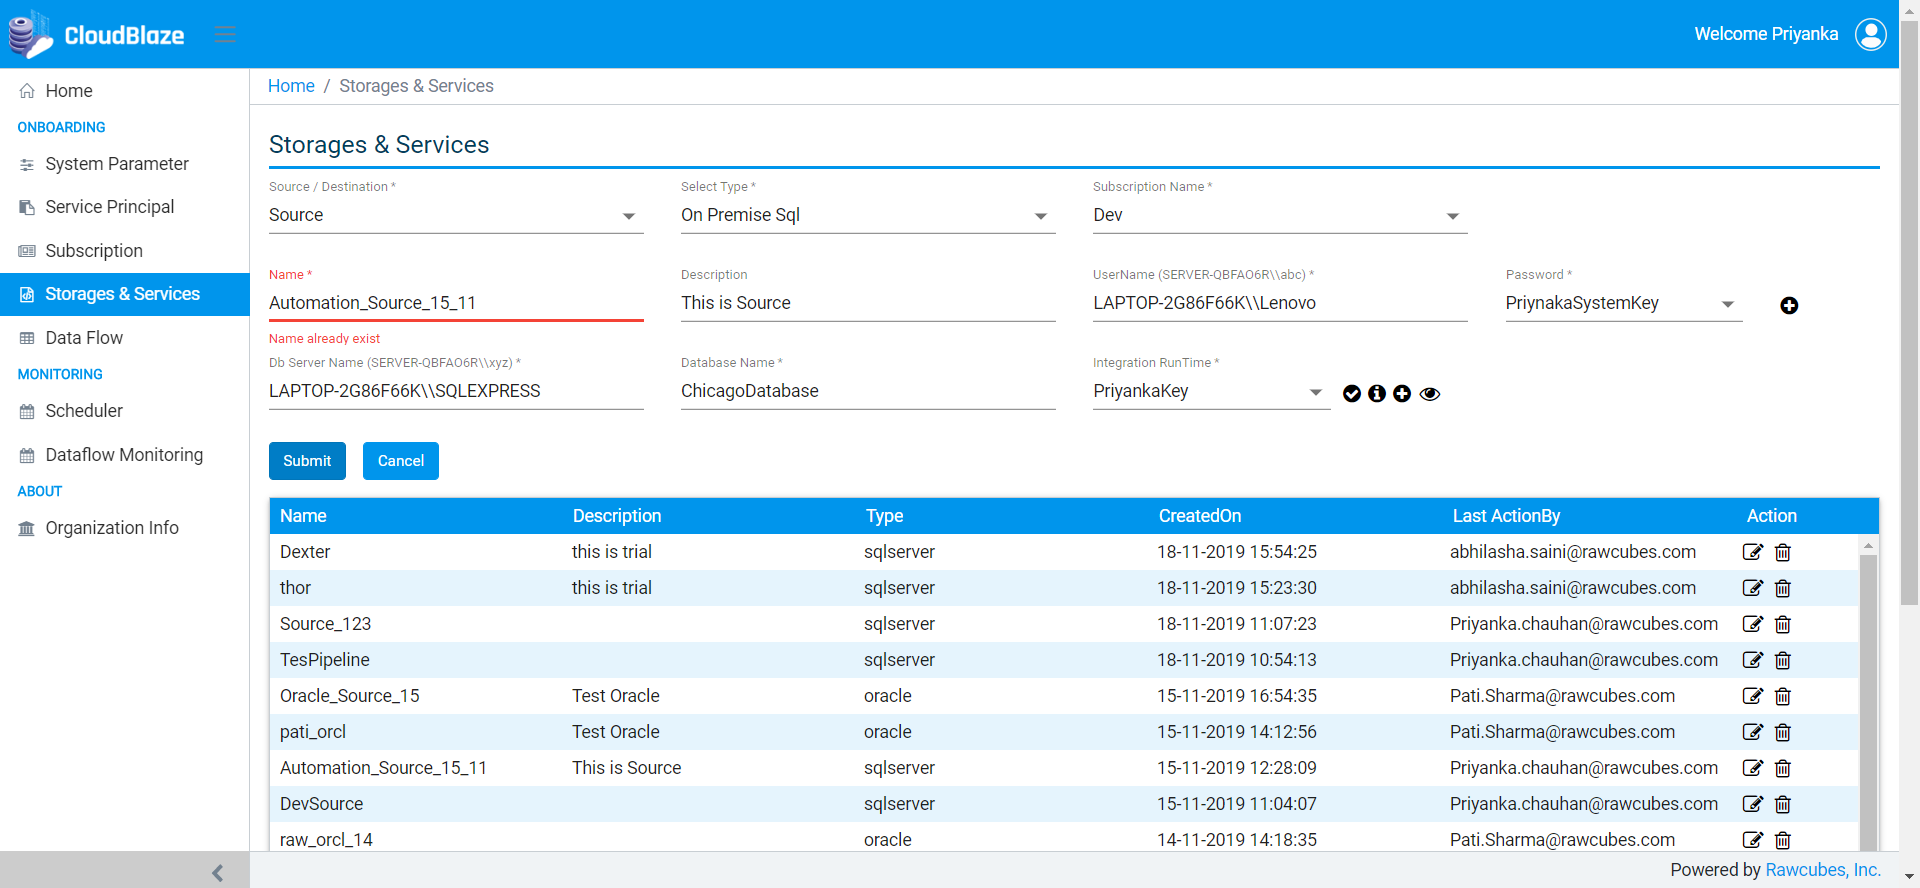 CloudBlaze
Welcome Priyanka
Home
ONBOARDING
System Parameter
Service Principal
Subscription
Storages & Services
Data Flow
MONITORING
Scheduler
Dataflow Monitoring
ABOUT
Organization Info
Home / Storages & Services
Storages & Services
Source / Destination * Select Type * Subscription Name *
Source On Premise Sql Dev
Name * Description UserName (SERVER-QBFAO6R\\abc) * Password *
Automation_Source_15_11 This is Source LAPTOP-2G86F66K\\Lenovo PriynakaSystemKey
Name already exist
Db Server Name (SERVER-QBFAO6R\\xyz) * Database Name * Integration RunTime *
LAPTOP-2G86F66K\\SQLEXPRESS ChicagoDatabase PriyankaKey
Submit Cancel
Name Description Type CreatedOn Last ActionBy Action
Dexter this is trial sqlserver 18-11-2019 15:54:25 abhilasha.saini@rawcubes.com
thor this is trial sqlserver 18-11-2019 15:23:30 abhilasha.saini@rawcubes.com
Source_123 sqlserver 18-11-2019 11:07:23 Priyanka.chauhan@rawcubes.com
TesPipeline sqlserver 18-11-2019 10:54:13 Priyanka.chauhan@rawcubes.com
Oracle_Source_15 Test Oracle oracle 15-11-2019 16:54:35 Pati.Sharma@rawcubes.com
pati_orcl Test Oracle oracle 15-11-2019 14:12:56 Pati.Sharma@rawcubes.com
Automation_Source_15_11 This is Source sqlserver 15-11-2019 12:28:09 Priyanka.chauhan@rawcubes.com
DevSource sqlserver 15-11-2019 11:04:07 Priyanka.chauhan@rawcubes.com
raw_orcl_14 oracle 14-11-2019 14:18:35 Pati.Sharma@rawcubes.com
Powered by Rawcubes, Inc.